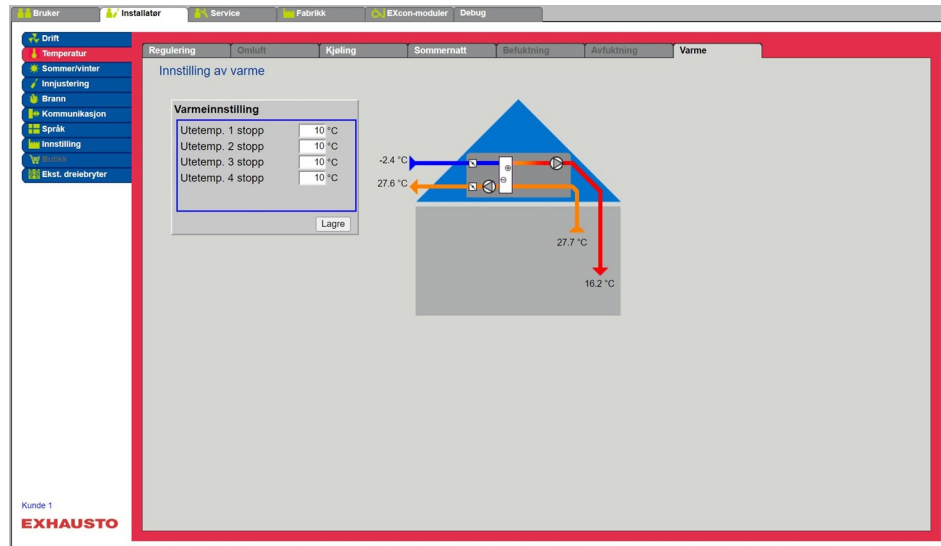 Bruker Installatør Service Fabrikk EXcon-moduler Debug
Drift
Temperatur
Sommer/vinter
Innjustering
Brann
Kommunikasjon
Språk
Innstilling
Butikk
Ekst. dreiebryter
Regulering Omluft Kjøling Sommernatt Befuktning Avfuktning Varme
Innstilling av varme
Varmeinnstilling
Utetemp. 1 stopp 10 °C
Utetemp. 2 stopp 10 °C
Utetemp. 3 stopp 10 °C
Utetemp. 4 stopp 10 °C
Lagre
-2.4 °C
27.6 °C
27.7 °C
16.2 °C
Kunde 1
EXHAUSTO